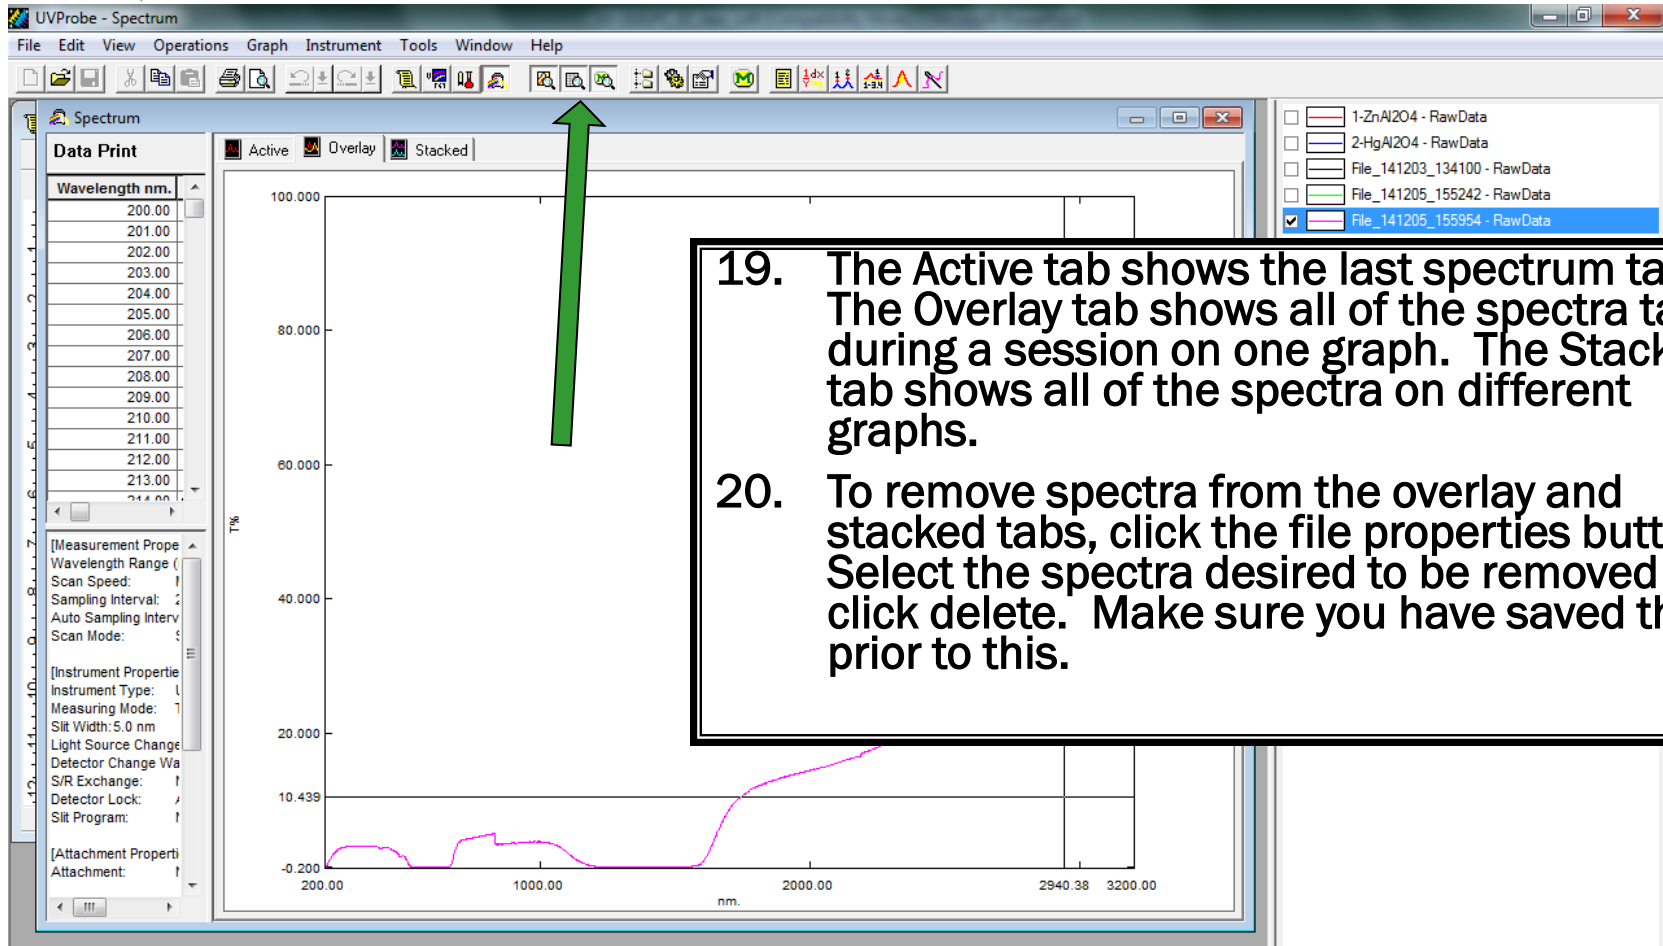 UVProbe - Spectrum
File Edit View Operations Graph Instrument Tools Window Help
Spectrum
Data Print
Active Overlay Stacked
Wavelength nm.
200.00
201.00
202.00
203.00
204.00
205.00
206.00
207.00
208.00
209.00
210.00
211.00
212.00
213.00
[Measurement Prope
Wavelength Range (
Scan Speed:
Sampling Interval:
Auto Sampling Interv
Scan Mode:
[Instrument Propertie
Instrument Type:
Measuring Mode:
Slit Width: 5.0 nm
Light Source Change
Detector Change Wa
S/R Exchange:
Detector Lock:
Slit Program:
[Attachment Properti
Attachment:
100.000
80.000
60.000
T%
40.000
20.000
10.439
-0.200
200.00 1000.00 2000.00 2940.38 3200.00
nm.
1-ZnAl2O4 - RawData
2-HgAl2O4 - RawData
File_141203_134100 - RawData
File_141205_155242 - RawData
File_141205_155954 - RawData
19. The Active tab shows the last spectrum ta
The Overlay tab shows all of the spectra ta
during a session on one graph. The Stack
tab shows all of the spectra on different
graphs.
20. To remove spectra from the overlay and
stacked tabs, click the file properties butt
Select the spectra desired to be removed
click delete. Make sure you have saved th
prior to this.